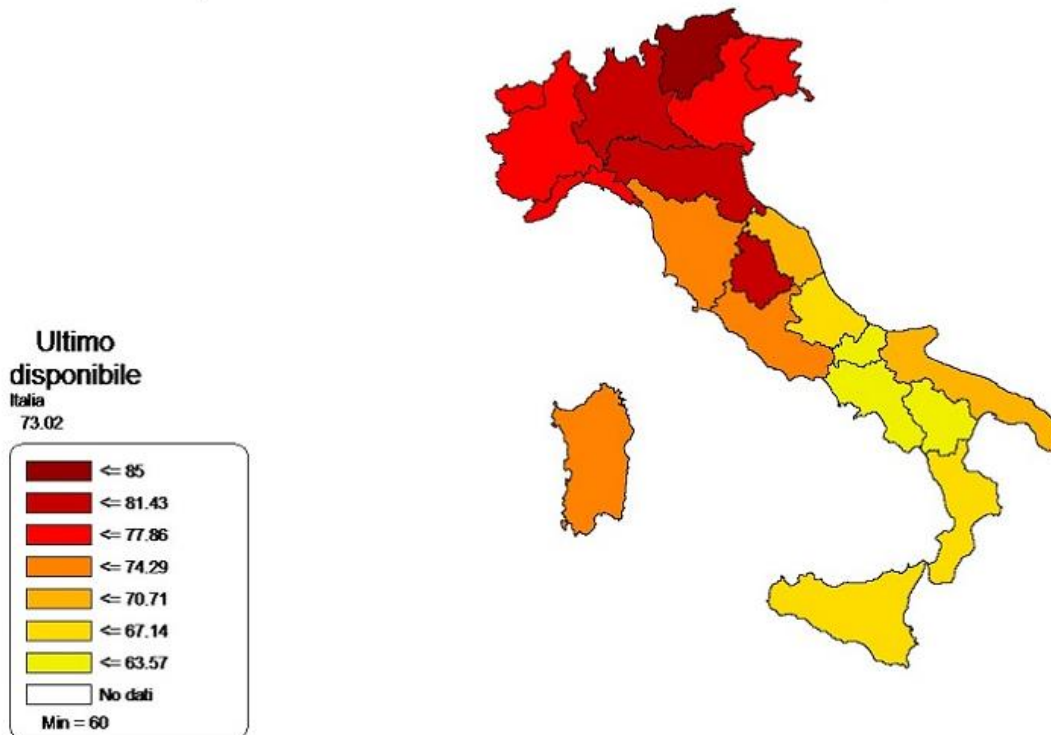 Ultimo
disponibile
Italia
73.02
<= 85
<= 81.43
<= 77.86
<= 74.29
<= 70.71
<= 67.14
<= 63.57
No dati
Min = 60